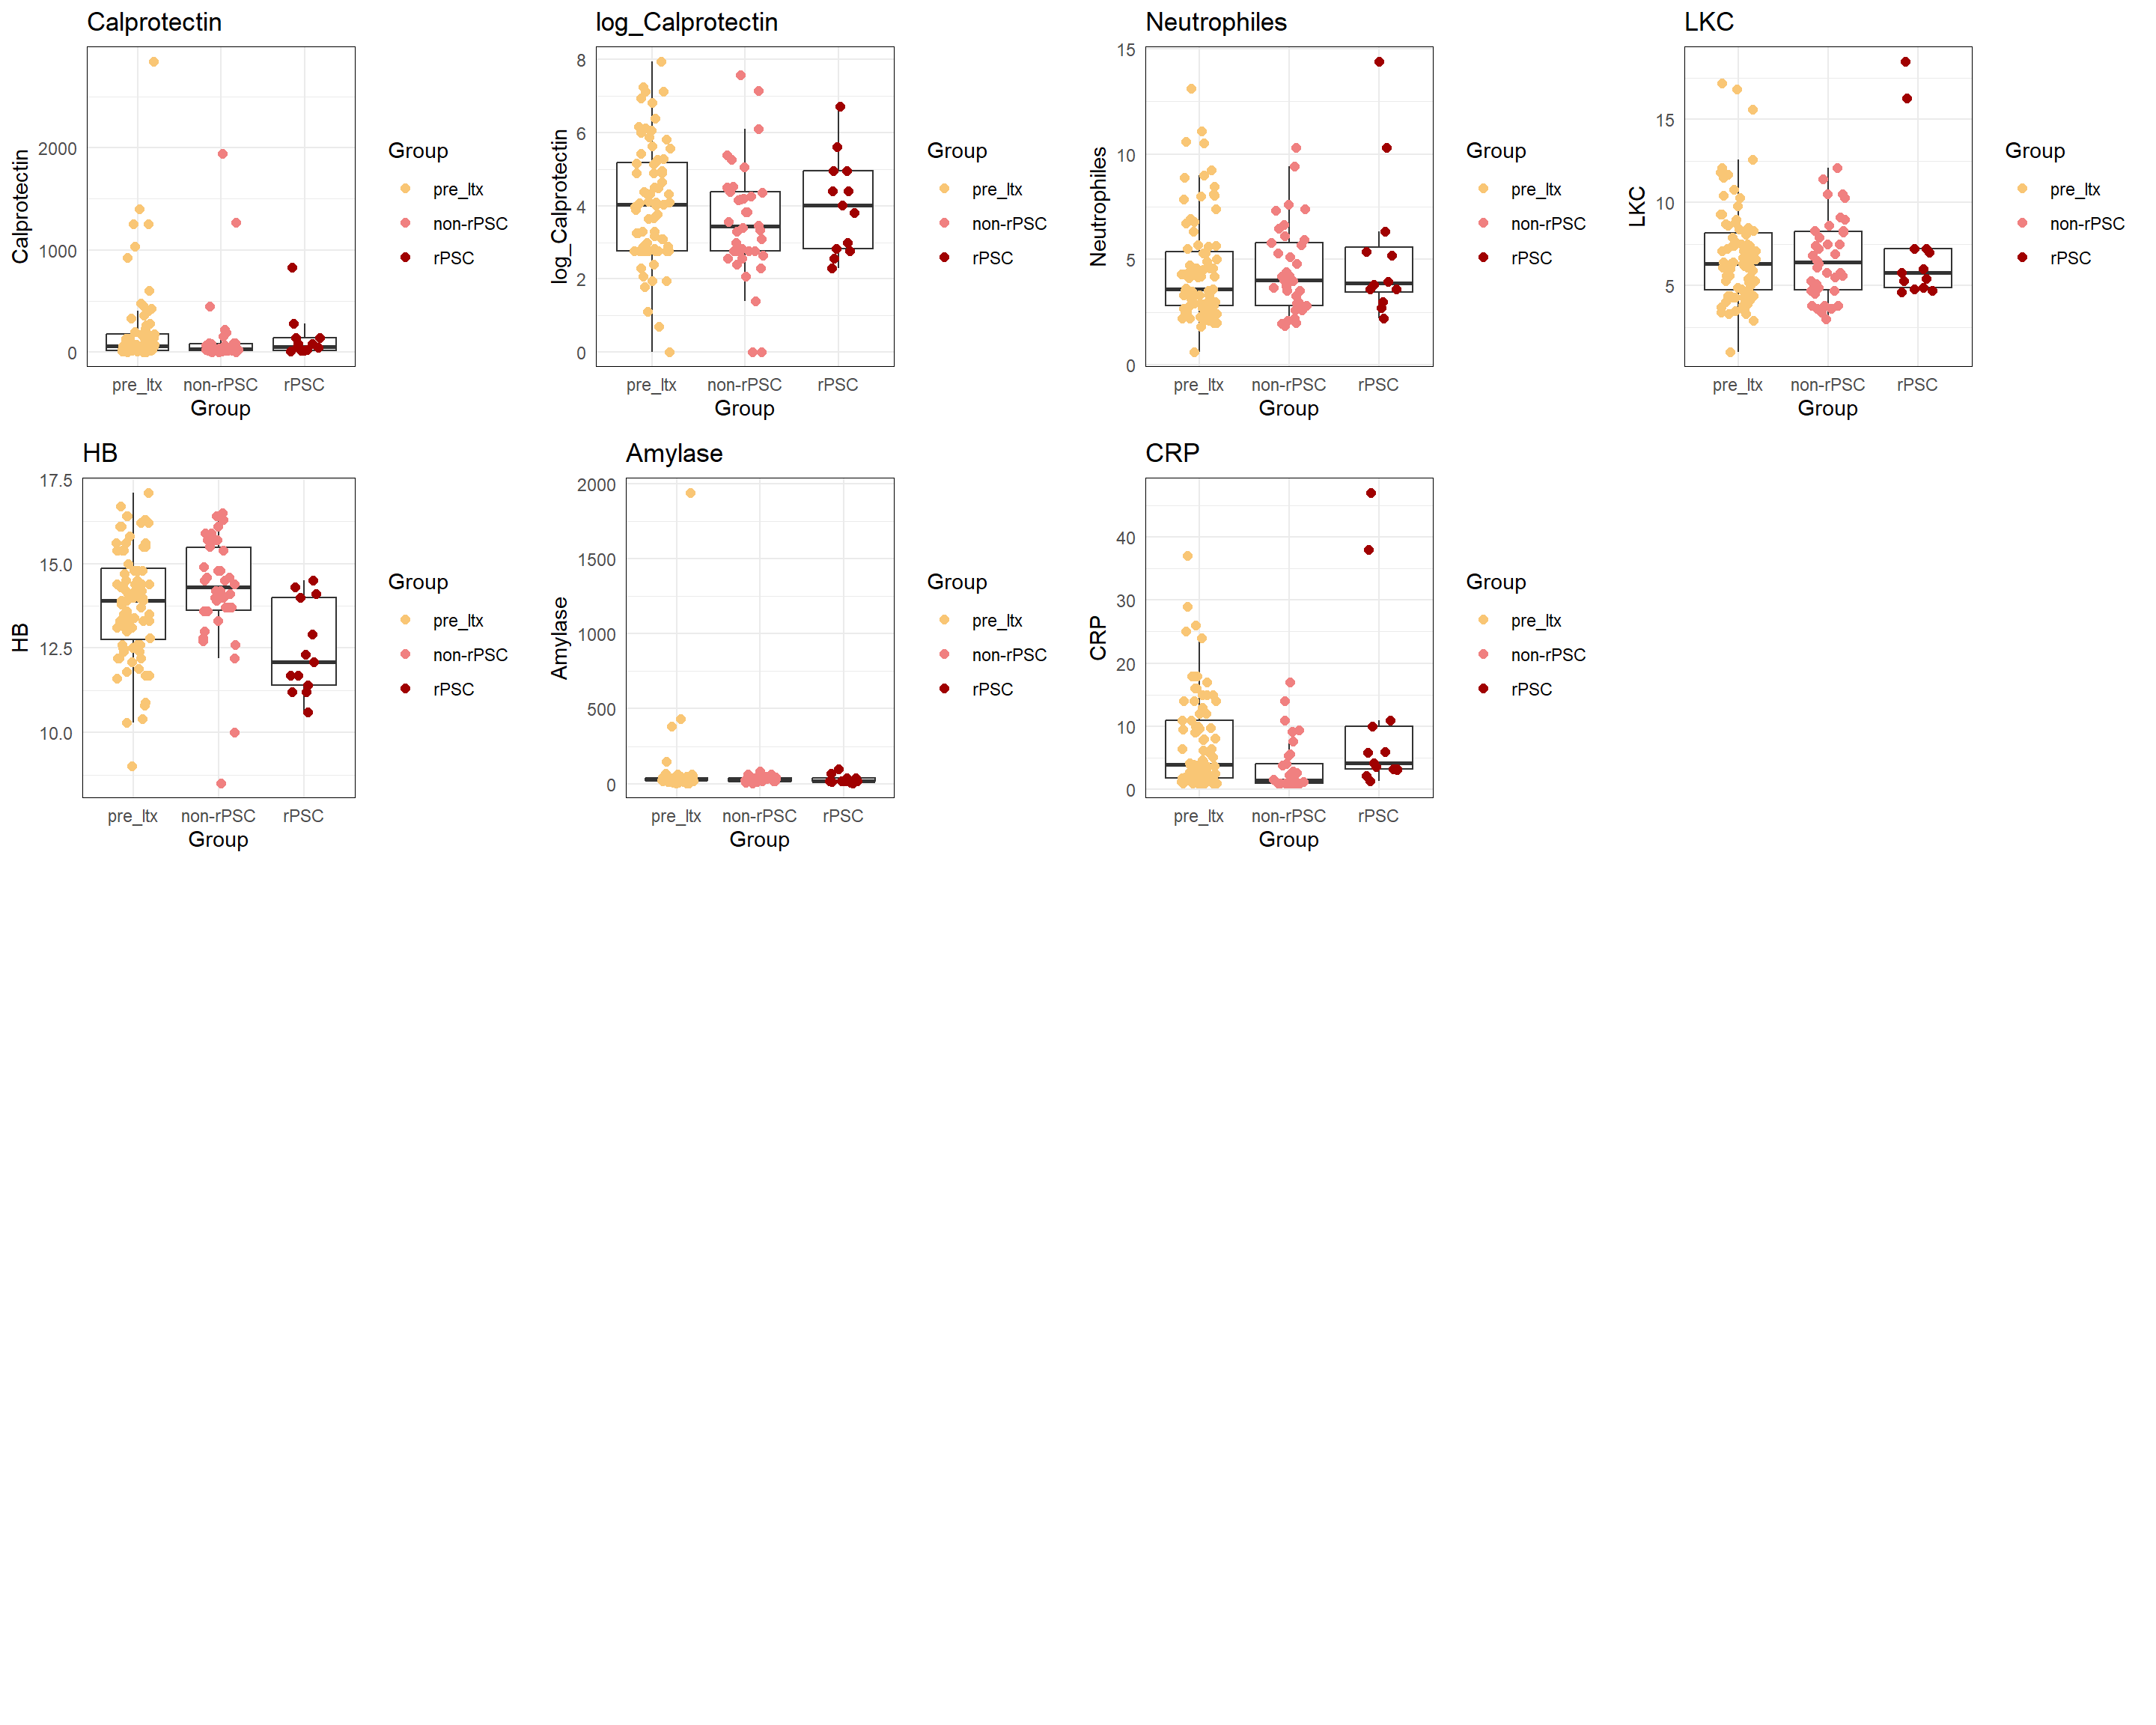 Calprotectin
Calprotectin
2000
1000
0
pre_ltx non-rPSC rPSC
Group
Group
pre_ltx
non-rPSC
rPSC
log_Calprotectin
log_Calprotectin
8
6
4
2
0
pre_ltx non-rPSC rPSC
Group
Group
pre_ltx
non-rPSC
rPSC
Neutrophiles
Neutrophiles
15
10
5
0
pre_ltx non-rPSC rPSC
Group
Group
pre_ltx
non-rPSC
rPSC
LKC
LKC
15
10
5
pre_ltx non-rPSC rPSC
Group
Group
pre_ltx
non-rPSC
rPSC
HB
HB
17.5
15.0
12.5
10.0
pre_ltx non-rPSC rPSC
Group
Group
pre_ltx
non-rPSC
rPSC
Amylase
Amylase
2000
1500
1000
500
0
pre_ltx non-rPSC rPSC
Group
Group
pre_ltx
non-rPSC
rPSC
CRP
CRP
40
30
20
10
0
pre_ltx non-rPSC rPSC
Group
Group
pre_ltx
non-rPSC
rPSC